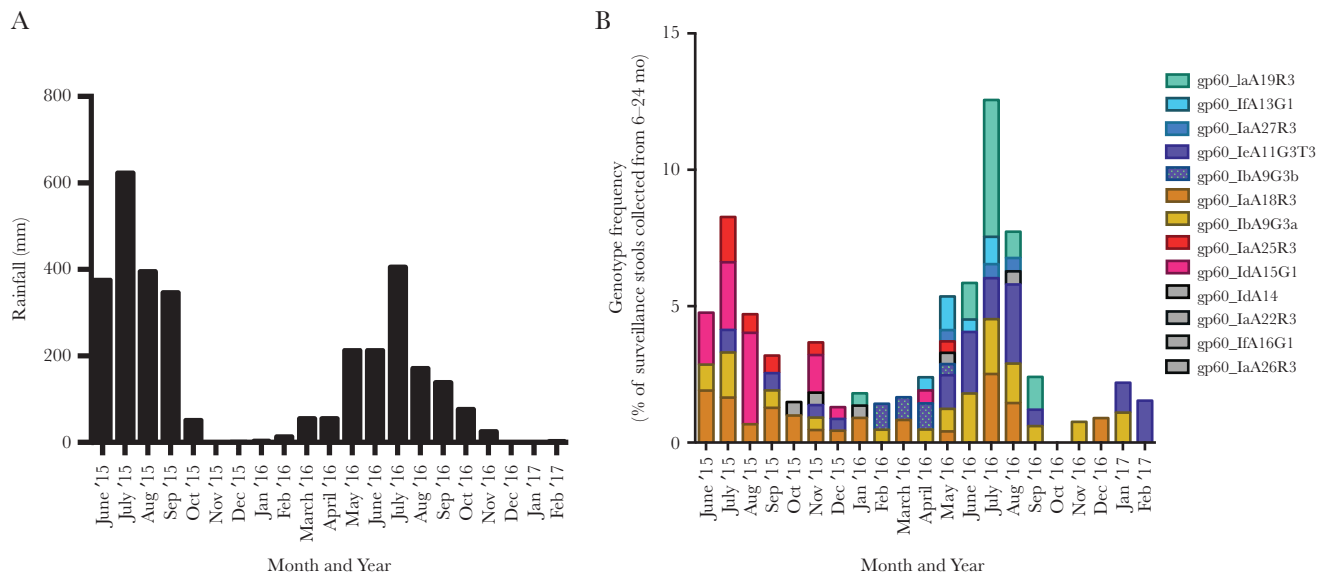 A
Rainfall (mm)
800
600
400
200
0
June '15
July '15
Aug '15
Sep '15
Oct '15
Nov '15
Dec '15
Jan '16
Feb '16
March '16
April '16
May '16
June '16
July '16
Aug '16
Sep '16
Oct '16
Nov '16
Dec '16
Jan '17
Feb '17
Month and Year
B
Genotype frequency
(% of surveillance stools collected from 6–24 mo)
15
10
5
0
June '15
July '15
Aug '15
Sep '15
Oct '15
Nov '15
Dec '15
Jan '16
Feb '16
March '16
April '16
May '16
June '16
July '16
Aug '16
Sep '16
Oct '16
Nov '16
Dec '16
Jan '17
Feb '17
Month and Year
gp60_laA19R3
gp60_IfA13G1
gp60_IaA27R3
gp60_IeA11G3T3
gp60_IbA9G3b
gp60_IaA18R3
gp60_IbA9G3a
gp60_IaA25R3
gp60_IdA15G1
gp60_IdA14
gp60_IaA22R3
gp60_IfA16G1
gp60_IaA26R3